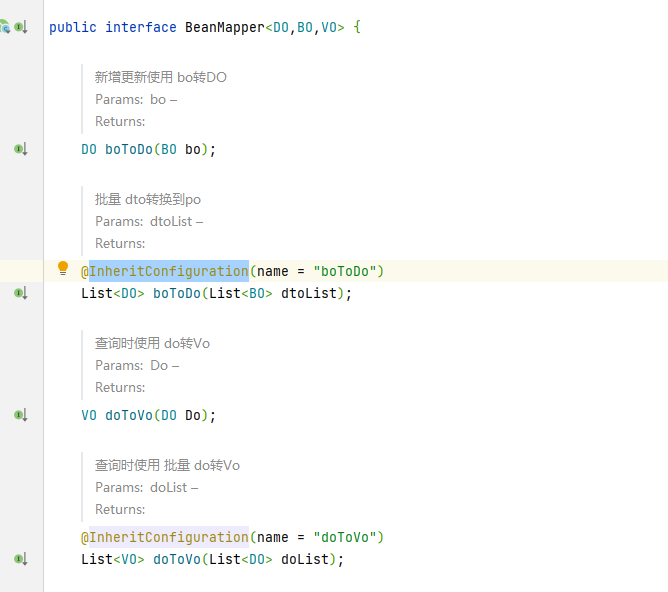 public interface BeanMapper<DO,BO,VO> {
新增更新使用 bo转DO
Params: bo –
Returns:
DO boToDo(BO bo);
批量 dto转换到po
Params: dtoList –
Returns:
@InheritConfiguration(name = "boToDo")
List<DO> boToDo(List<BO> dtoList);
查询时使用 do转Vo
Params: Do –
Returns:
VO doToVo(DO Do);
查询时使用 批量 do转Vo
Params: doList –
Returns:
@InheritConfiguration(name = "doToVo")
List<VO> doToVo(List<DO> doList);